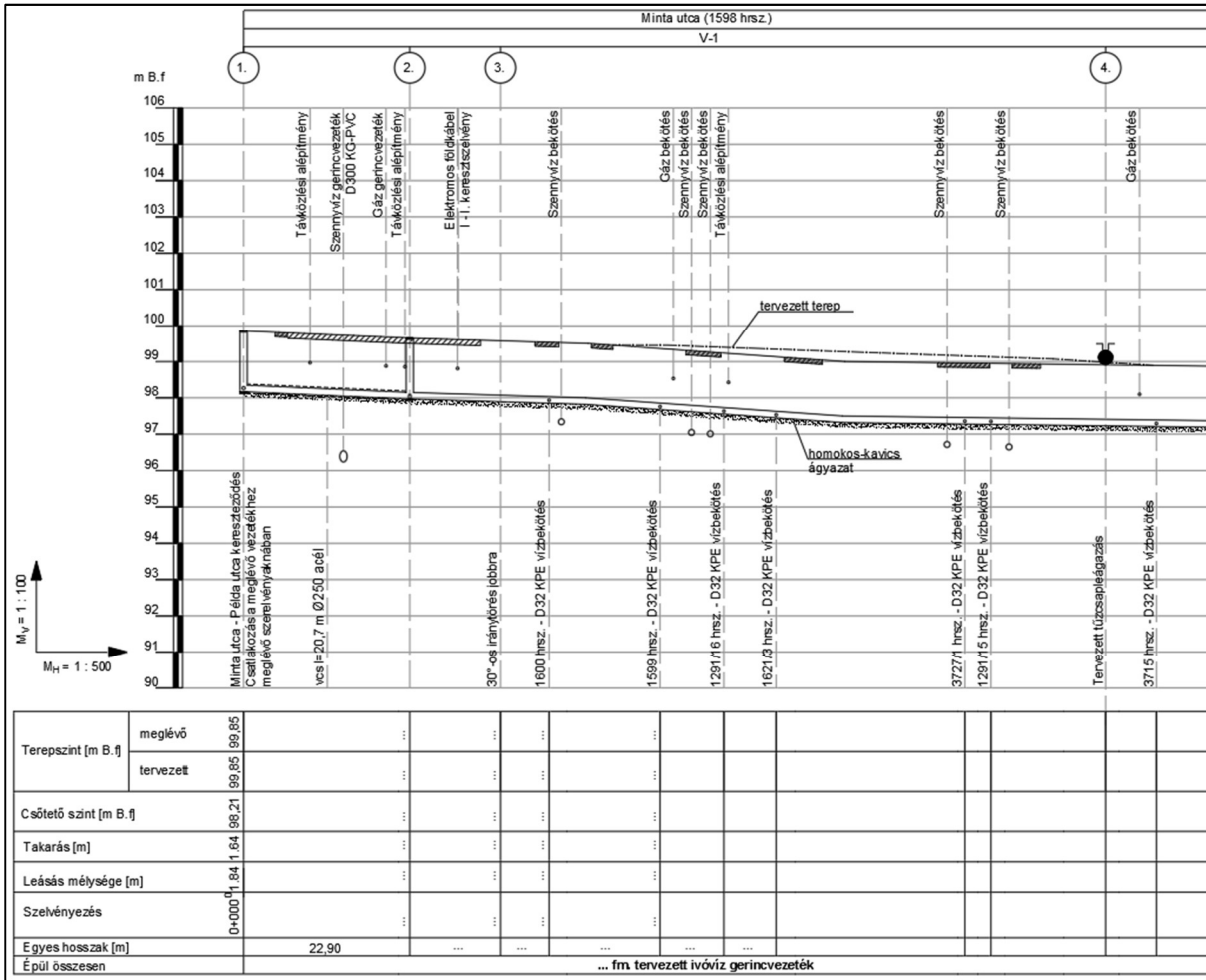 Minta utca (1598 hrsz.)
V-1
1.
2.
3.
4.
m B.f
106
105
104
103
102
101
100
99
98
97
96
95
94
93
92
91
90
Távközlési alépítmény
Szennyvíz gerincvezeték
D300 KG-PVC
Gáz gerincvezeték
Távközlési alépítmény
Elektromos földkábel
I - I. keresztszelvény
Szennyvíz bekötés
Gáz bekötés
Szennyvíz bekötés
Szennyvíz bekötés
Távközlési alépítmény
Szennyvíz bekötés
Szennyvíz bekötés
Gáz bekötés
tervezett terep
homokos-kavics
ágyazat
MV = 1 : 100
MH = 1 : 500
Minta utca - Példa utca kereszteződés
Csatlakozás a meglévő vezetékhez
meglévő szerelvényaknában
vcs l=20,7 m Ø250 acél
30°-os iránytörés jobbra
1600 hrsz. - D32 KPE vízbekötés
1599 hrsz. - D32 KPE vízbekötés
1291/16 hrsz. - D32 KPE vízbekötés
1621/3 hrsz. - D32 KPE vízbekötés
3727/1 hrsz. - D32 KPE vízbekötés
1291/15 hrsz. - D32 KPE vízbekötés
Tervezett tűzcsapleágazás
3715 hrsz. - D32 KPE vízbekötés
Terepszint [m B.f]
meglévő
99,85
... ... ... ...
tervezett
99,85
... ... ... ...
Csőtető szint [m B.f]
98,21
... ... ... ...
Takarás [m]
1.64
... ... ... ...
Leásás mélysége [m]
1.84
... ... ... ...
Szelvényezés
0+000⁰
... ... ... ...
Egyes hosszak [m]
22,90
... ... ... ... ...
Épül összesen
... fm. tervezett ivóvíz gerincvezeték